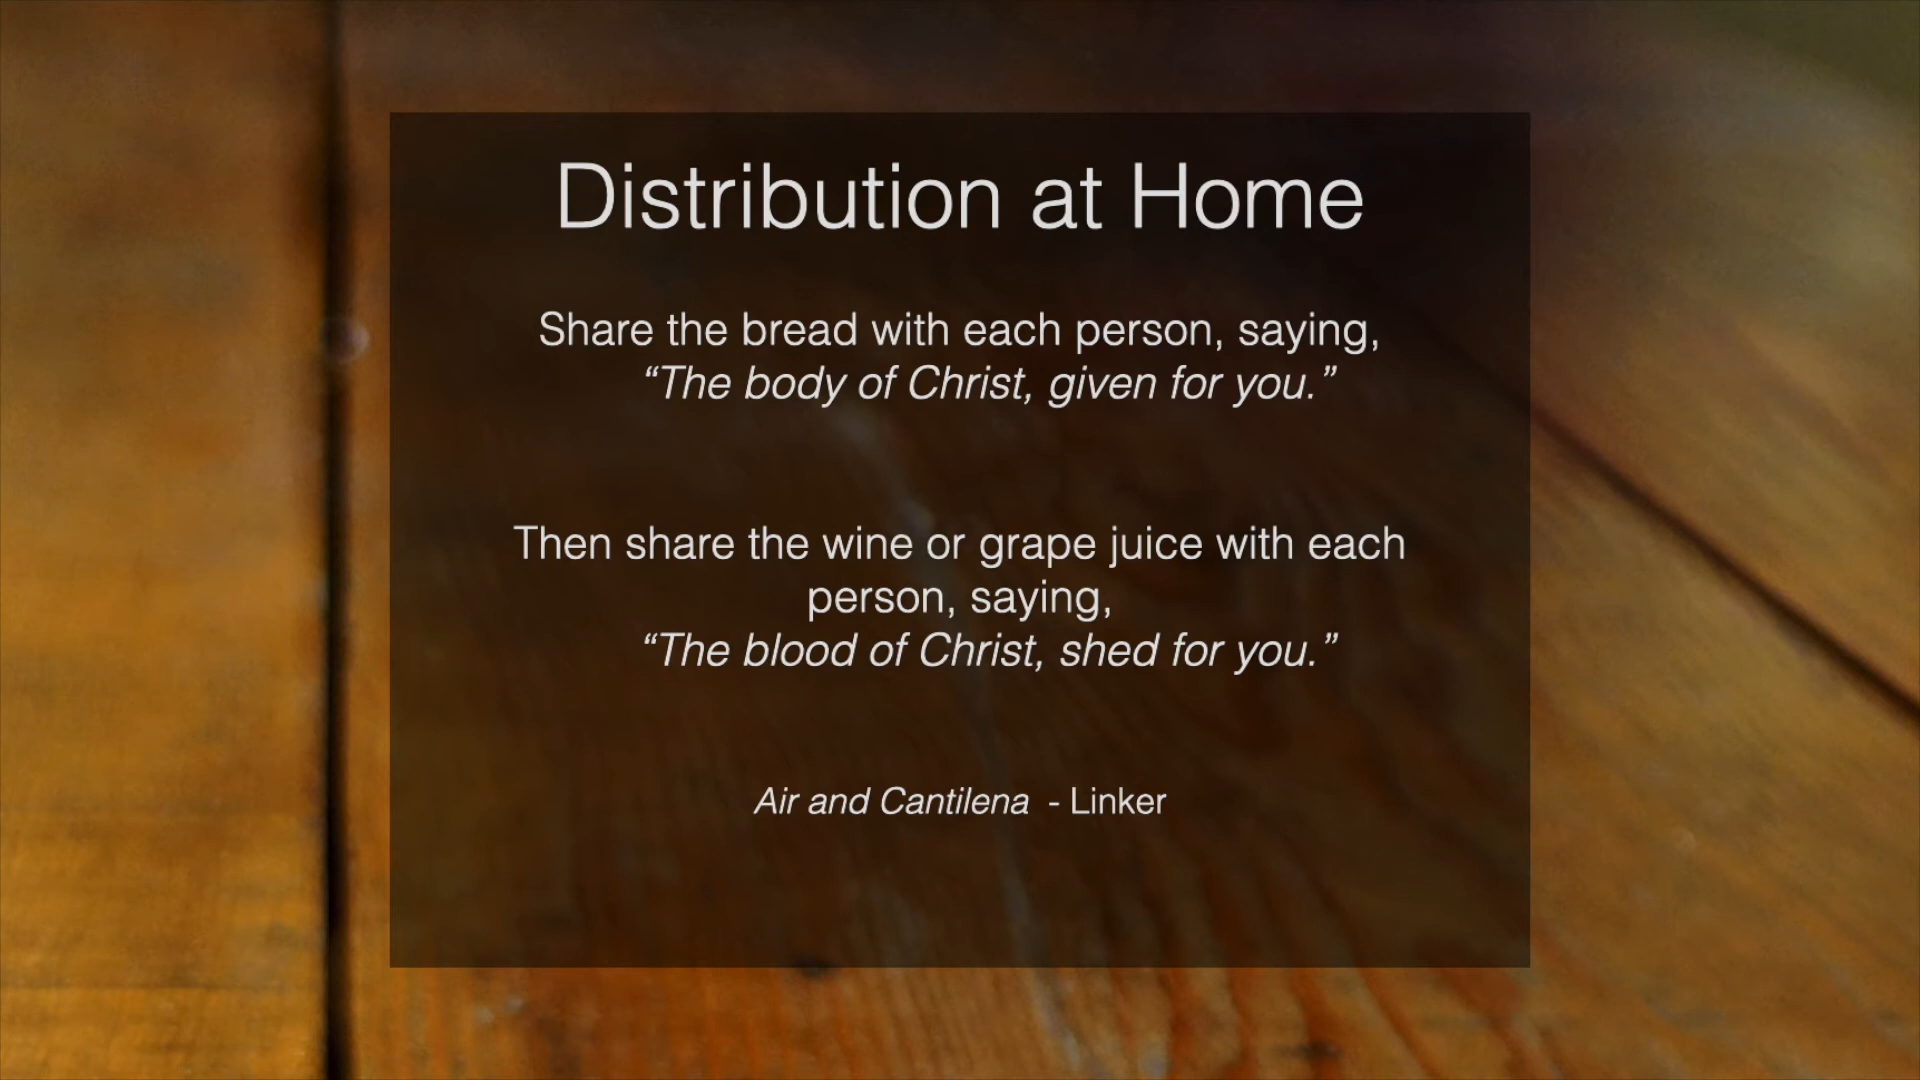 Distribution at Home
Share the bread with each person, saying,
“The body of Christ, given for you.”
Then share the wine or grape juice with each
person, saying,
“The blood of Christ, shed for you.”
Air and Cantilena  - Linker